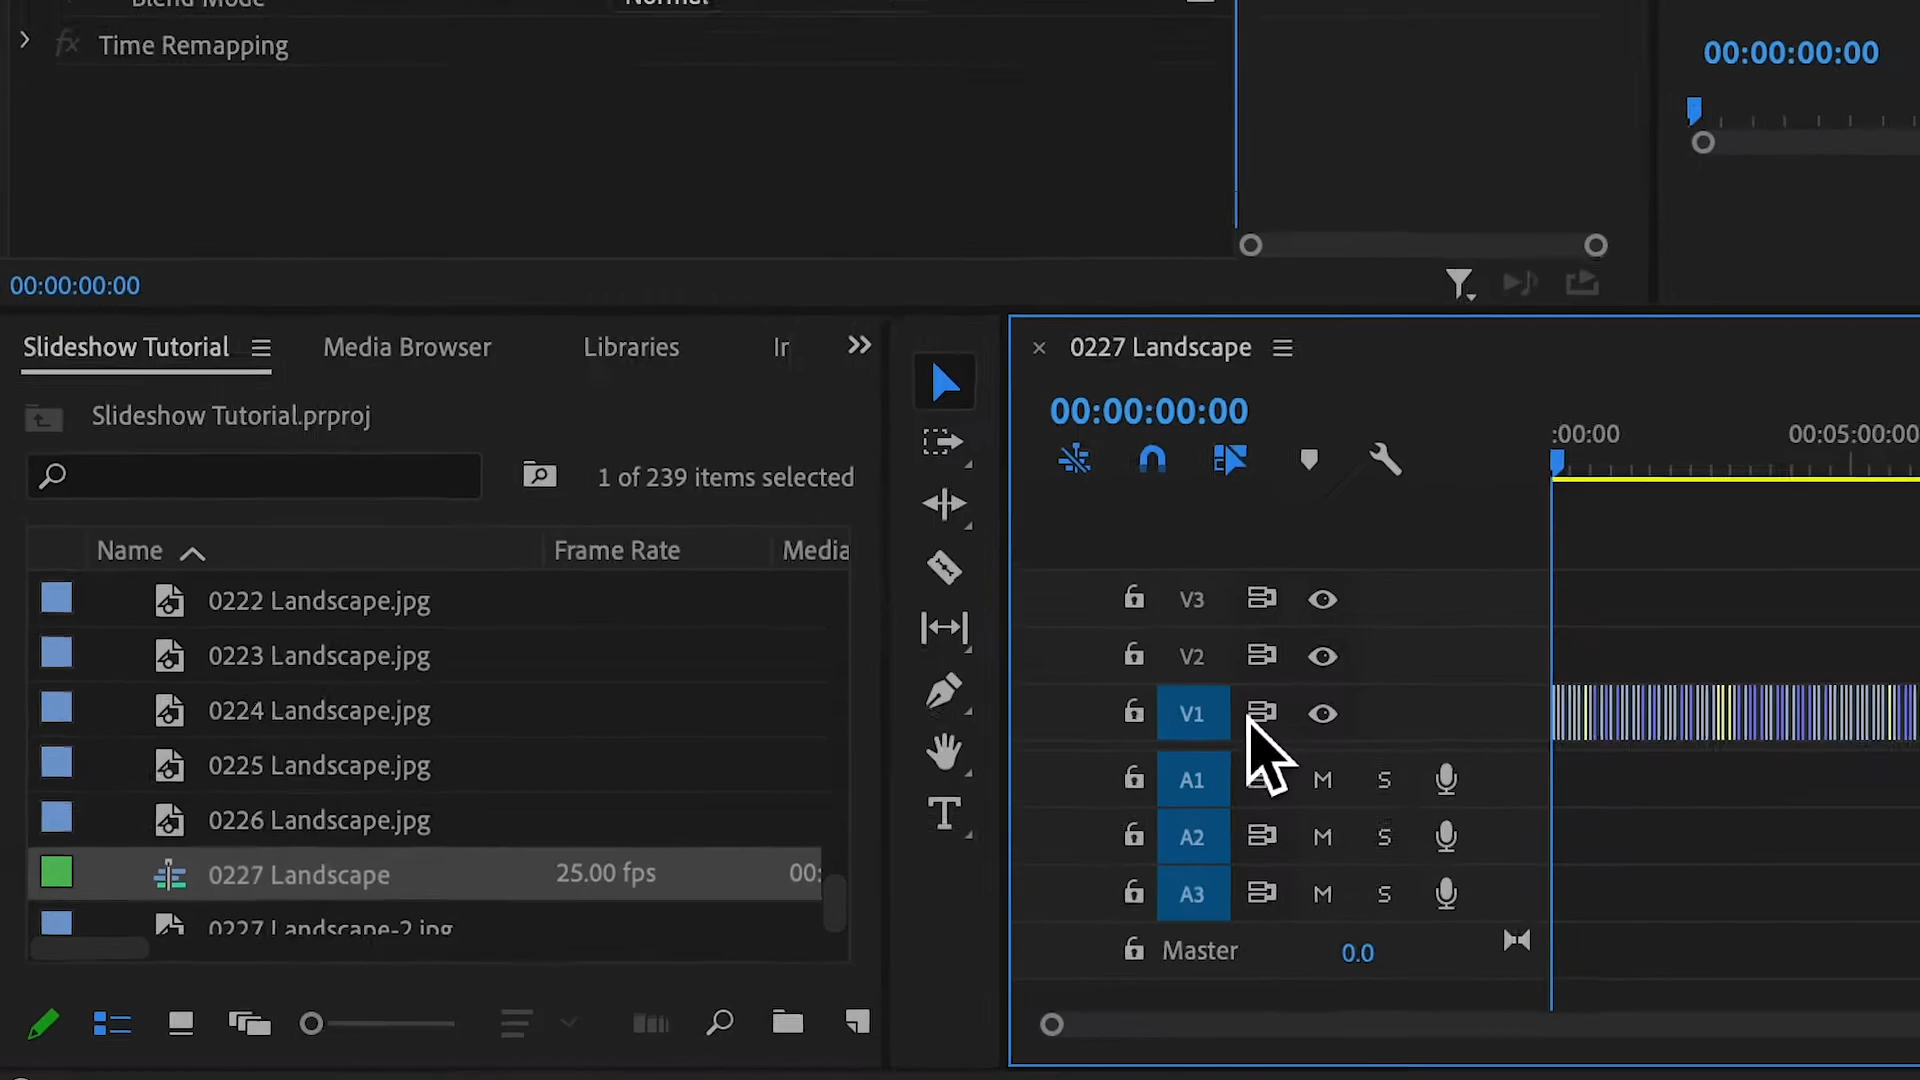 Blend Mode
Normal
Time Remapping
00:00:00:00
00:00:00:00
Slideshow Tutorial
Media Browser
Libraries
Ir
Slideshow Tutorial.prproj
1 of 239 items selected
Name
Frame Rate
Media
0222 Landscape.jpg
0223 Landscape.jpg
0224 Landscape.jpg
0225 Landscape.jpg
0226 Landscape.jpg
0227 Landscape
25.00 fps
00:
0227 Landscape-2.jpg
0227 Landscape
00:00:00:00
:00:00
00:05:00:00
V3
V2
V1
A1 M S
A2 M S
A3 M S
Master 0.0